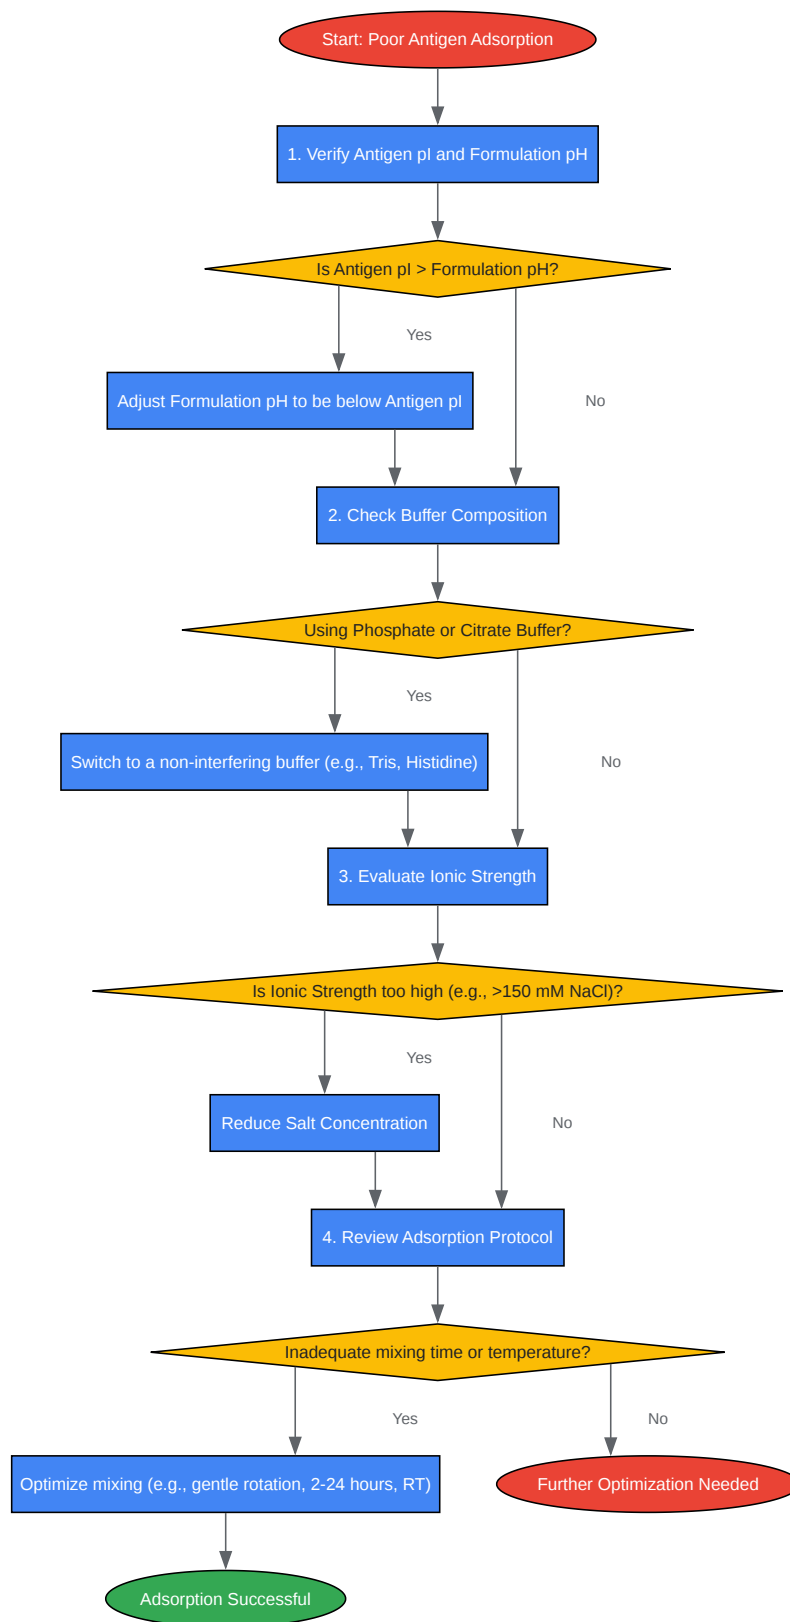 Start: Poor Antigen Adsorption
1. Verify Antigen pI and Formulation pH
Is Antigen pI > Formulation pH?
Yes
Adjust Formulation pH to be below Antigen pI
No
2. Check Buffer Composition
Using Phosphate or Citrate Buffer?
Yes
Switch to a non-interfering buffer (e.g., Tris, Histidine)
No
3. Evaluate Ionic Strength
Is Ionic Strength too high (e.g., >150 mM NaCl)?
Yes
Reduce Salt Concentration
No
4. Review Adsorption Protocol
Inadequate mixing time or temperature?
Yes
No
Optimize mixing (e.g., gentle rotation, 2-24 hours, RT)
Further Optimization Needed
Adsorption Successful